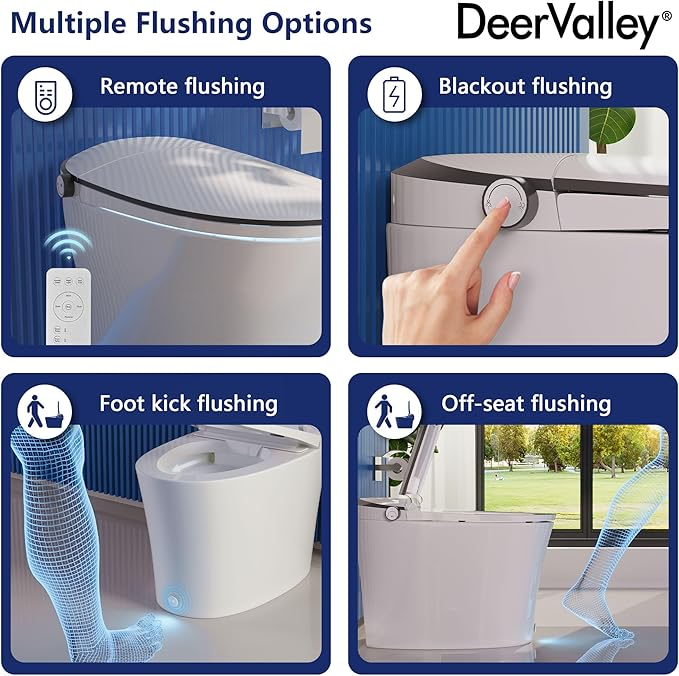 Multiple Flushing Options
DeerValley®
Remote flushing
Blackout flushing
Foot kick flushing
Off-seat flushing